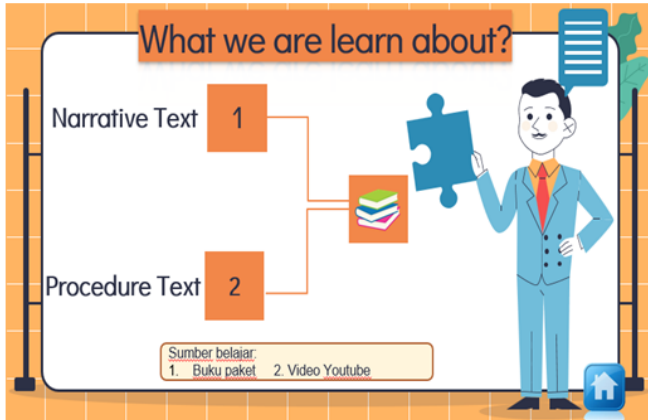 What we are learn about?
Narrative Text 1
Procedure Text 2
Sumber belajar:
1. Buku paket 2. Video Youtube